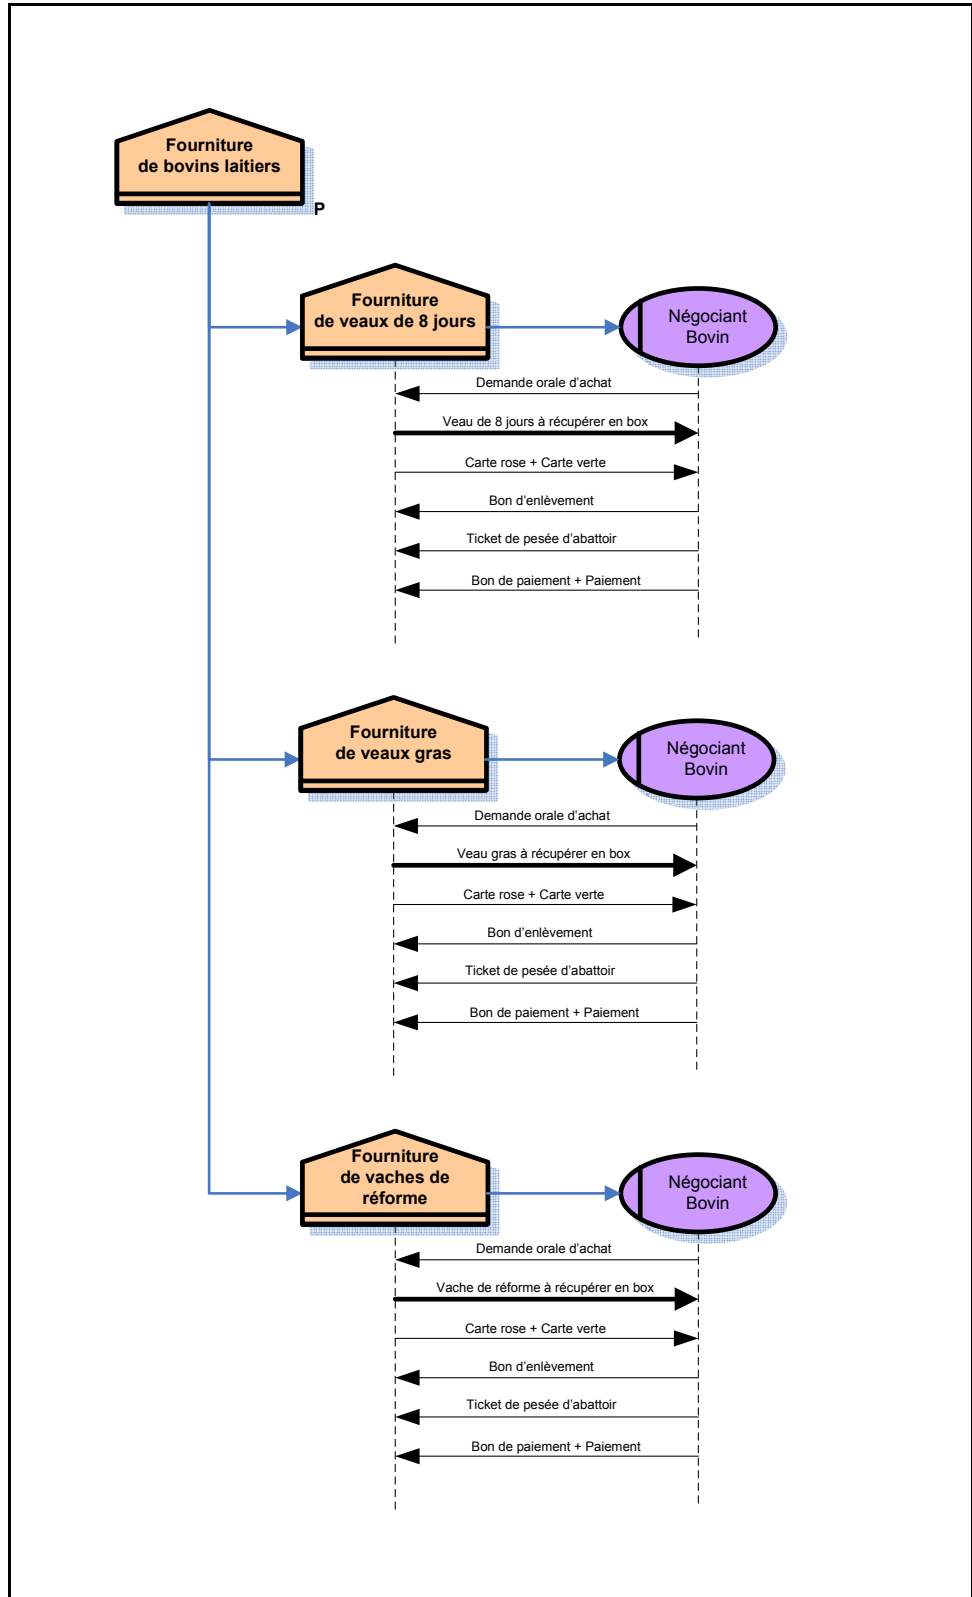 Fourniture
de bovins laitiers
P
Fourniture
de veaux de 8 jours
Négociant
Bovin
Demande orale d'achat
Veau de 8 jours à récupérer en box
Carte rose + Carte verte
Bon d'enlèvement
Ticket de pesée d'abattoir
Bon de paiement + Paiement
Fourniture
de veaux gras
Négociant
Bovin
Demande orale d'achat
Veau gras à récupérer en box
Carte rose + Carte verte
Bon d'enlèvement
Ticket de pesée d'abattoir
Bon de paiement + Paiement
Fourniture
de vaches de
réforme
Négociant
Bovin
Demande orale d'achat
Vache de réforme à récupérer en box
Carte rose + Carte verte
Bon d'enlèvement
Ticket de pesée d'abattoir
Bon de paiement + Paiement